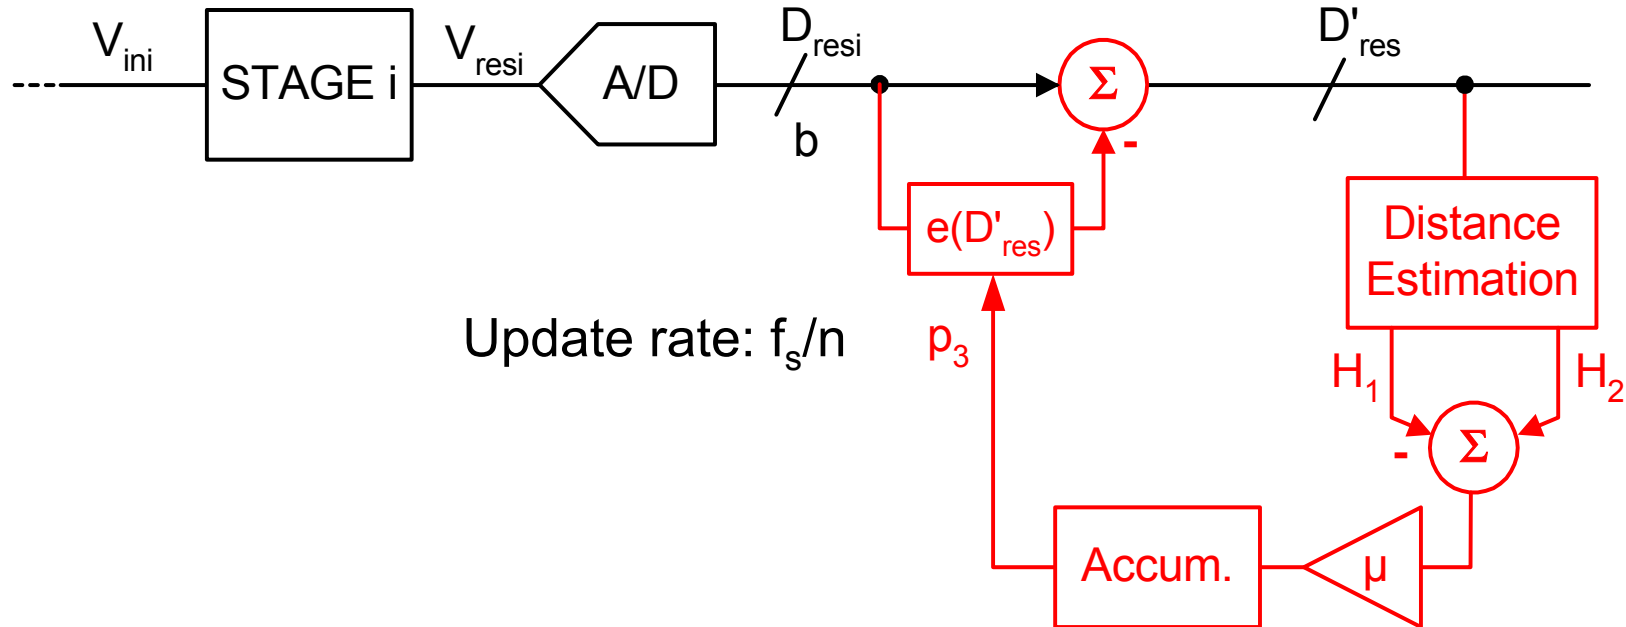 V_ini
STAGE i
V_resi
A/D
D_resi
b
Σ
-
D'_res
e(D'_res)
Distance
Estimation
Update rate: f_s/n
p_3
H_1
H_2
-
Σ
Accum.
μ